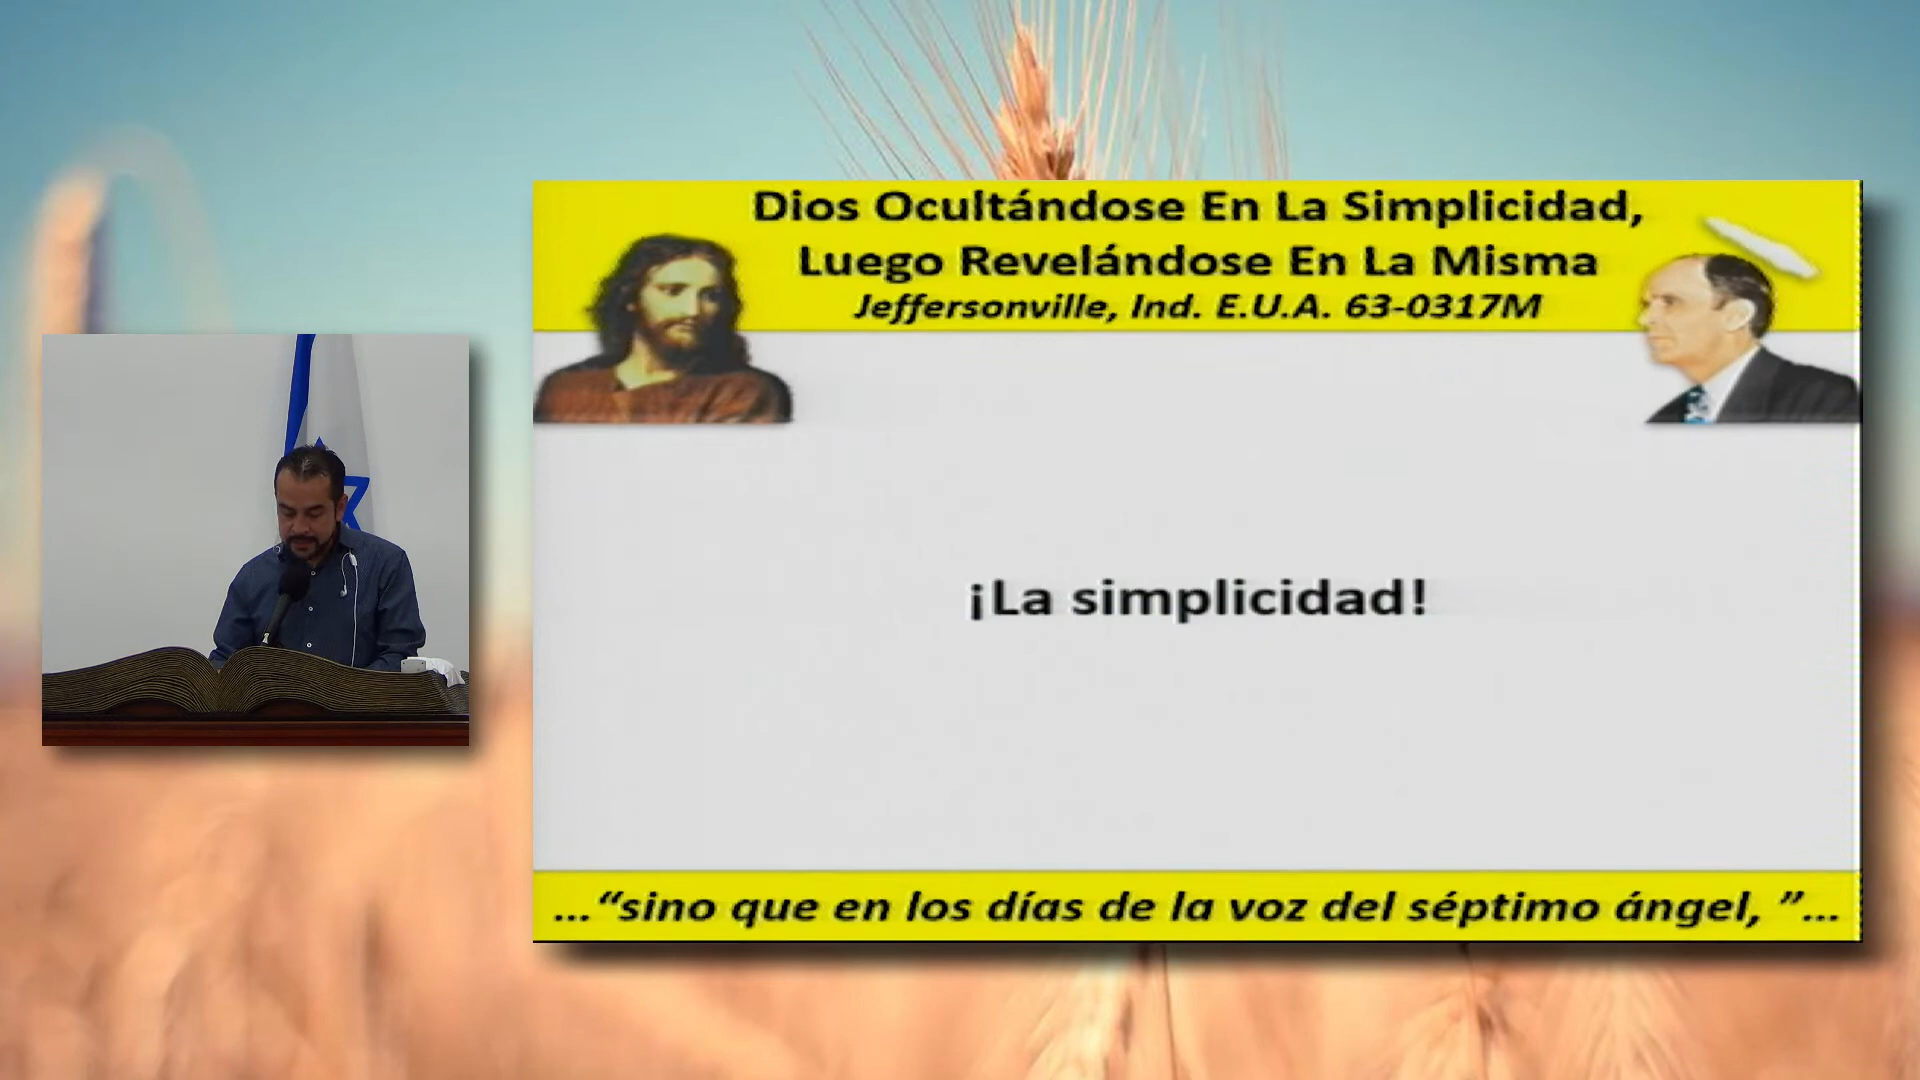 Dios Ocultándose En La Simplicidad,
Luego Revelándose En La Misma
Jeffersonville, Ind. E.U.A. 63-0317M
¡La simplicidad!
...“sino que en los días de la voz del séptimo ángel, ”...